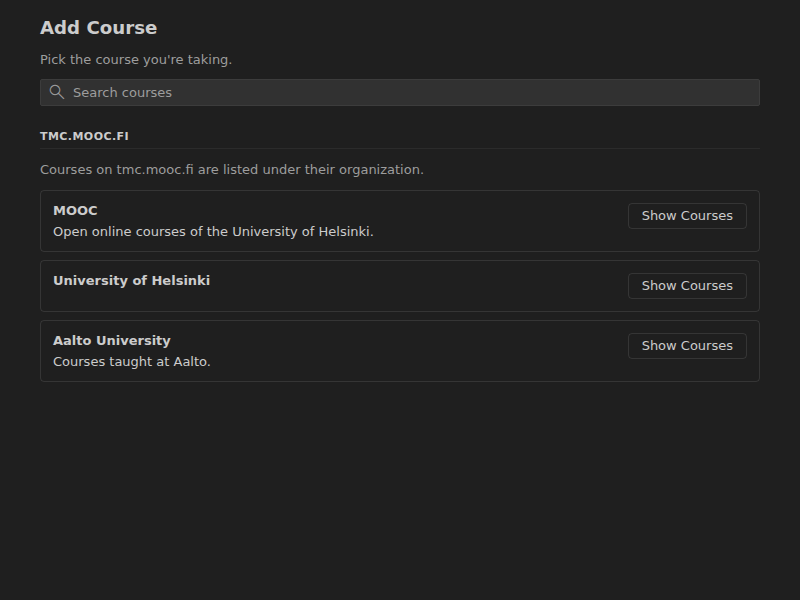 Add Course
Pick the course you're taking.
Search courses
TMC.MOOC.FI
Courses on tmc.mooc.fi are listed under their organization.
MOOC
Show Courses
Open online courses of the University of Helsinki.
University of Helsinki
Show Courses
Aalto University
Show Courses
Courses taught at Aalto.